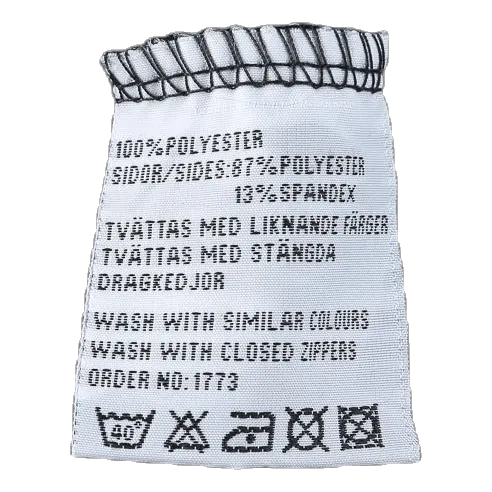 100%POLYESTER
SIDOR/SIDES:87%POLYESTER
13%SPANDEX
TVÄTTAS MED LIKNANDE FÄRGER
TVÄTTAS MED STÄNGDA
DRAGKEDJOR
WASH WITH SIMILAR COLOURS
WASH WITH CLOSED ZIPPERS
ORDER NO:1773
40°